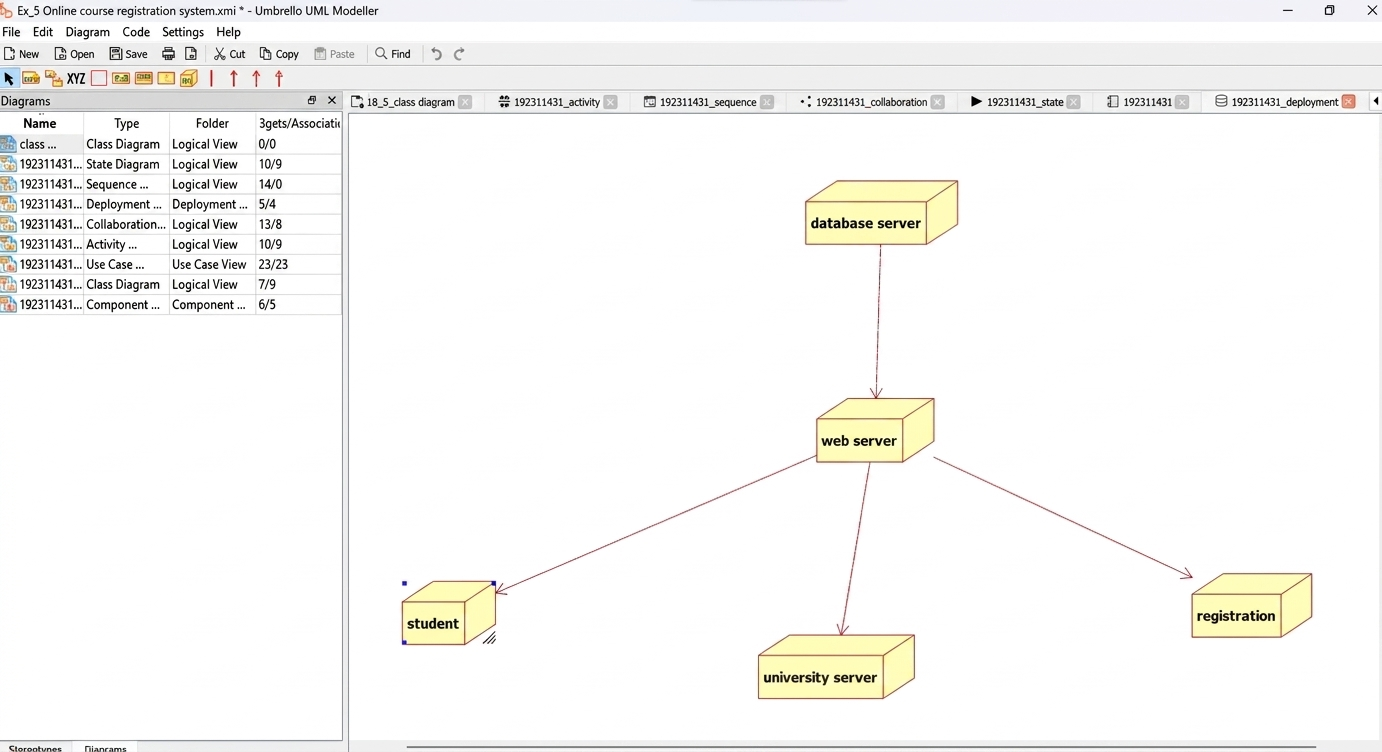 Ex_5 Online course registration system.xmi * - Umbrello UML Modeller
File Edit Diagram Code Settings Help
New Open Save Cut Copy Paste Find
XYZ
Diagrams
18_5_class diagram 192311431_activity 192311431_sequence 192311431_collaboration 192311431_state 192311431 192311431_deployment
Name Type Folder 3gets/Associati
class ... Class Diagram Logical View 0/0
192311431... State Diagram Logical View 10/9
192311431... Sequence ... Logical View 14/0
192311431... Deployment ... Deployment ... 5/4
192311431... Collaboration... Logical View 13/8
192311431... Activity ... Logical View 10/9
192311431... Use Case ... Use Case View 23/23
192311431... Class Diagram Logical View 7/9
192311431... Component ... Component ... 6/5
database server
web server
student
university server
registration
Stereotypes Diagrams